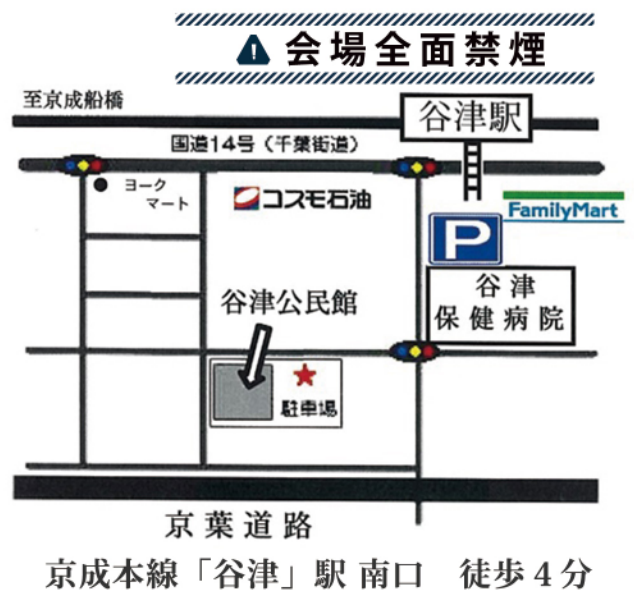 会場全面禁煙
至京成船橋
谷津駅
国道14号（千葉街道）
ヨーク
マート
コスモ石油
FamilyMart
P
谷津
保健病院
谷津公民館
駐車場
京葉道路
京成本線「谷津」駅 南口　徒歩4分